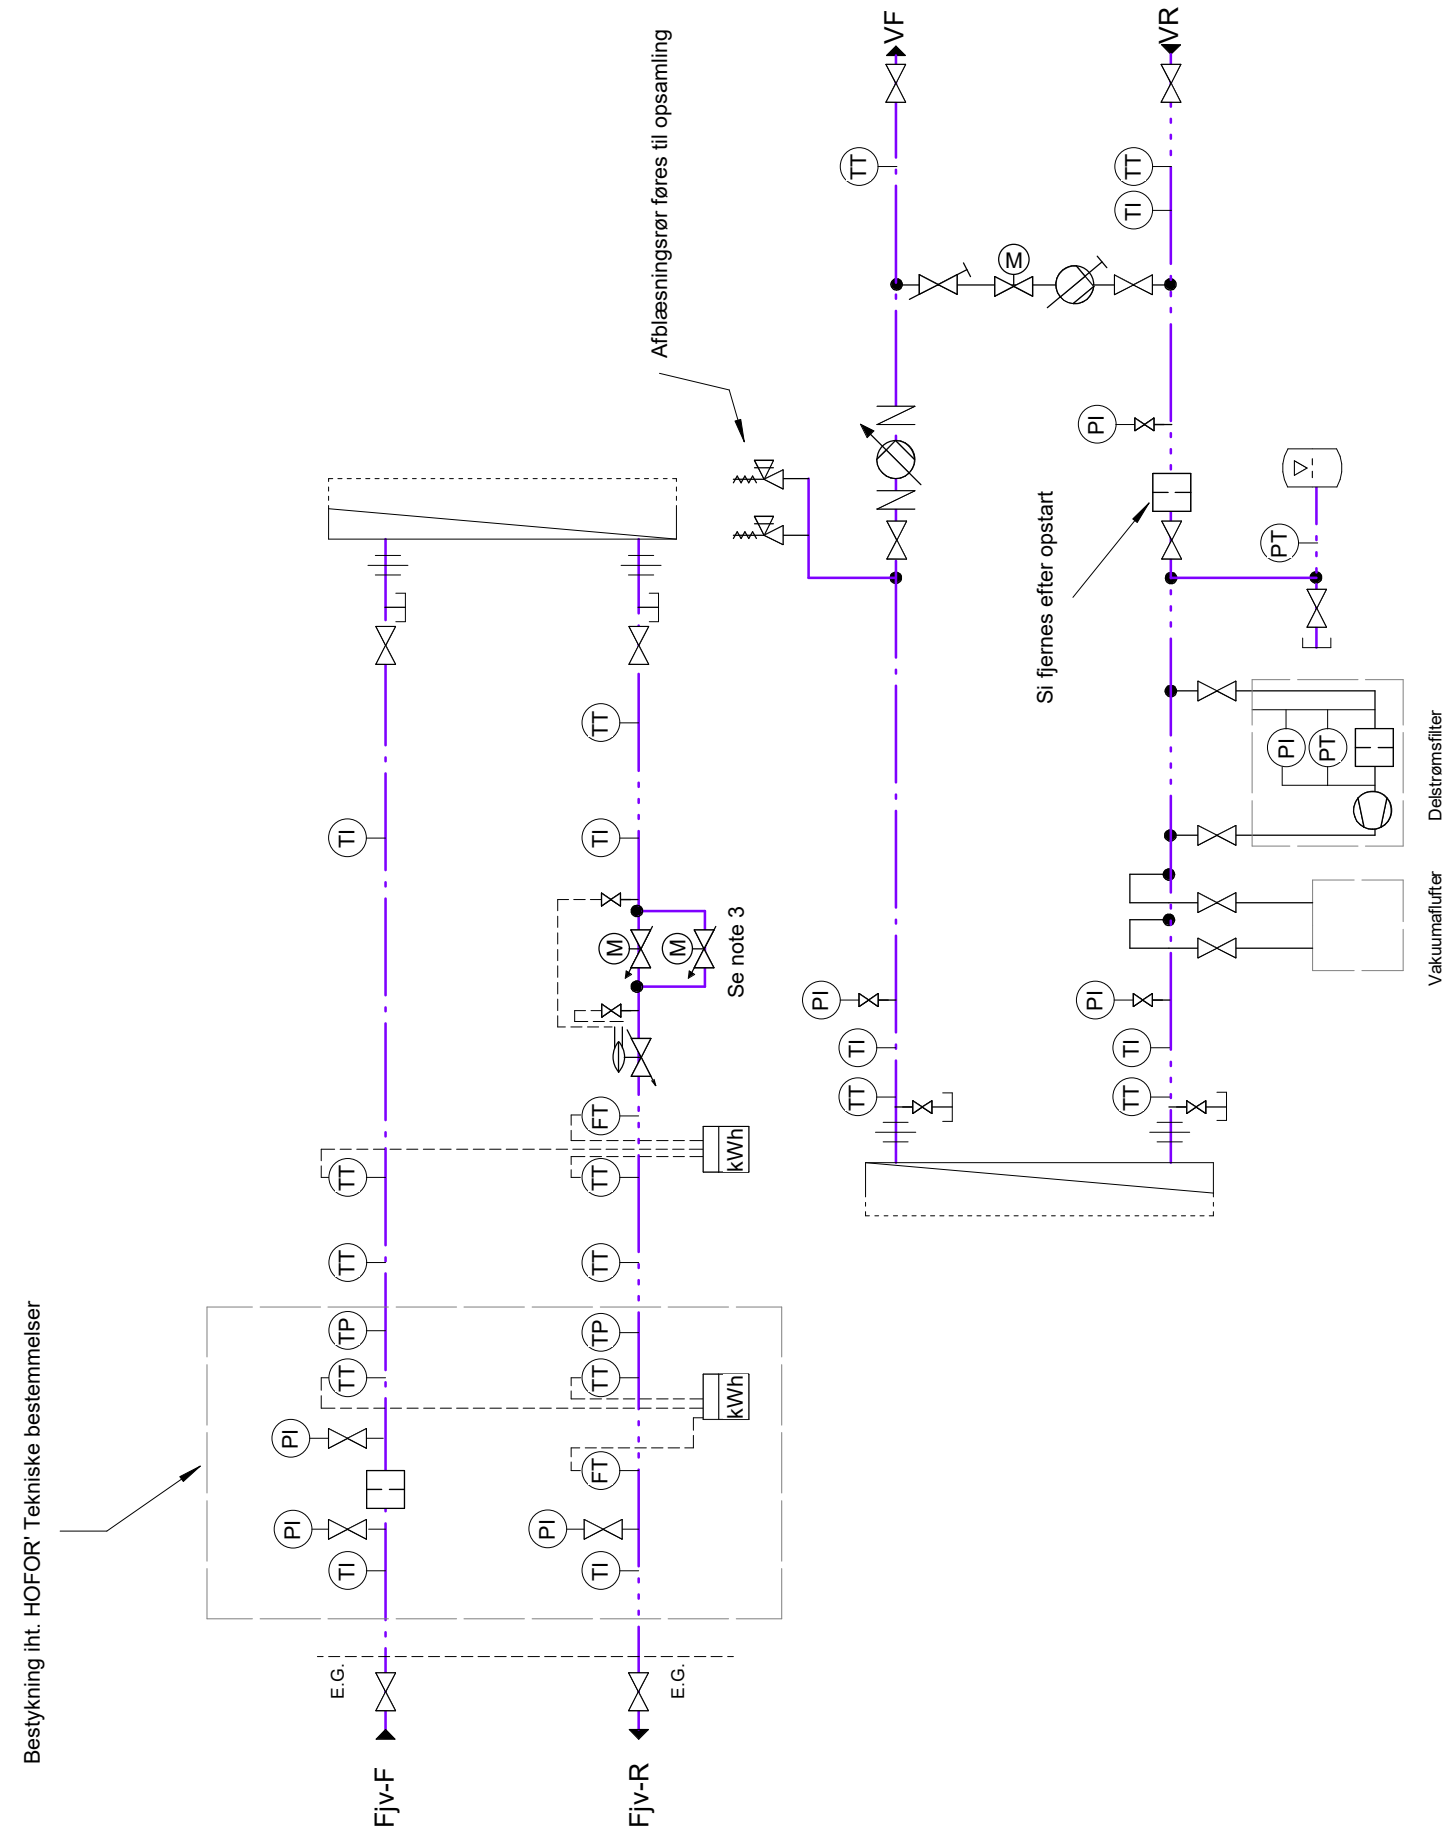 Bestykning iht. HOFOR' Tekniske bestemmelser
Fjv-F
E.G.
TI
PI
PI
TT
TP
TT
TT
TI
Fjv-R
E.G.
TI
PI
FT
kWh
TT
TP
TT
TT
kWh
FT
M
M
Se note 3
TI
TT
Afblæsningsrør føres til opsamling
TT
TI
PI
TT
VF
M
TT
TI
PI
Vakuumaflufter
PI
PT
Delstrømsfilter
PT
Si fjernes efter opstart
PI
TI
TT
VR